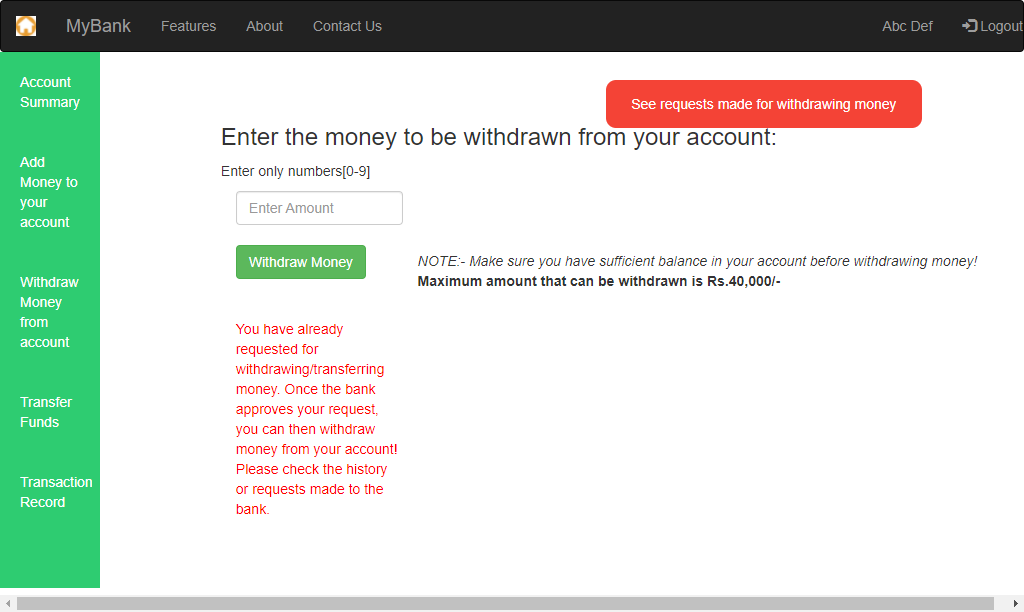 MyBank Features About Contact Us Abc Def Logout
Account
Summary
Add
Money to
your
account
Withdraw
Money
from
account
Transfer
Funds
Transaction
Record
See requests made for withdrawing money
Enter the money to be withdrawn from your account:
Enter only numbers[0-9]
Enter Amount
Withdraw Money
NOTE:- Make sure you have sufficient balance in your account before withdrawing money!
Maximum amount that can be withdrawn is Rs.40,000/-
You have already
requested for
withdrawing/transferring
money. Once the bank
approves your request,
you can then withdraw
money from your account!
Please check the history
or requests made to the
bank.